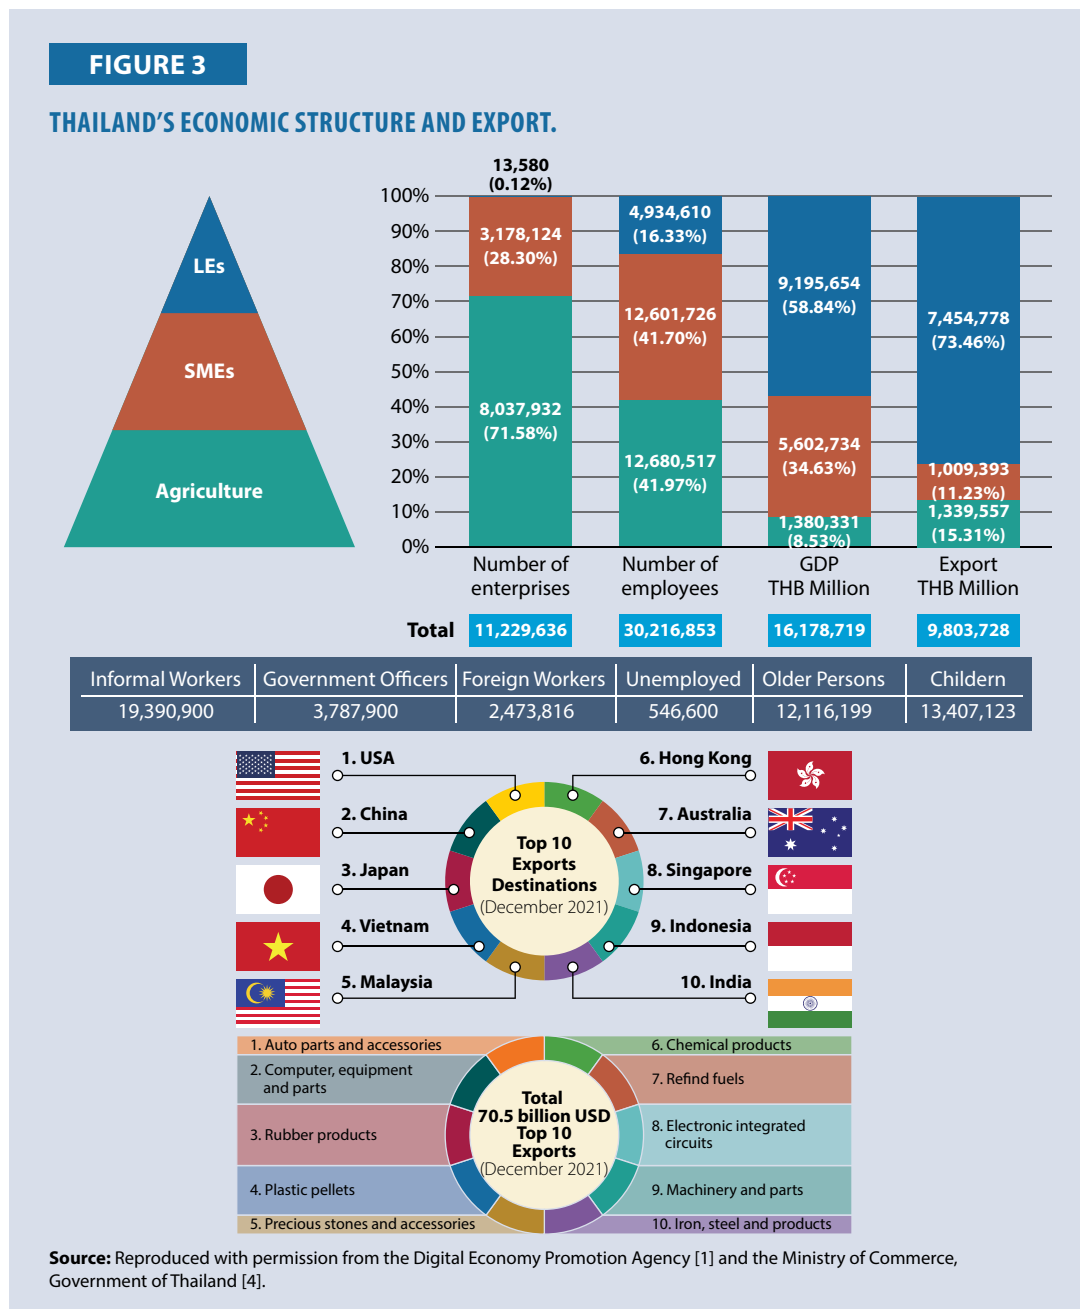 FIGURE 3
THAILAND’S ECONOMIC STRUCTURE AND EXPORT.
LEs
SMEs
Agriculture
100%
90%
80%
70%
60%
50%
40%
30%
20%
10%
0%
13,580
(0.12%)
3,178,124
(28.30%)
8,037,932
(71.58%)
Number of
enterprises
4,934,610
(16.33%)
12,601,726
(41.70%)
12,680,517
(41.97%)
Number of
employees
9,195,654
(58.84%)
5,602,734
(34.63%)
1,380,331
(8.53%)
GDP
THB Million
7,454,778
(73.46%)
1,009,393
(11.23%)
1,339,557
(15.31%)
Export
THB Million
Total 11,229,636 30,216,853 16,178,719 9,803,728
Informal Workers Government Officers Foreign Workers Unemployed Older Persons Childern
19,390,900 3,787,900 2,473,816 546,600 12,116,199 13,407,123
1. USA
2. China
3. Japan
4. Vietnam
5. Malaysia
Top 10
Exports
Destinations
(December 2021)
6. Hong Kong
7. Australia
8. Singapore
9. Indonesia
10. India
1. Auto parts and accessories
2. Computer, equipment
and parts
3. Rubber products
4. Plastic pellets
5. Precious stones and accessories
Total
70.5 billion USD
Top 10
Exports
(December 2021)
6. Chemical products
7. Refind fuels
8. Electronic integrated
circuits
9. Machinery and parts
10. Iron, steel and products
Source: Reproduced with permission from the Digital Economy Promotion Agency [1] and the Ministry of Commerce,
Government of Thailand [4].